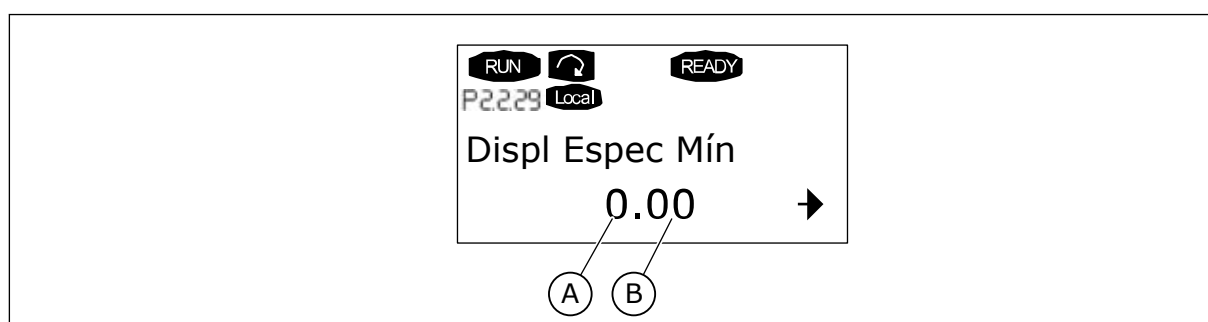 RUN READY
P2.2.29 Local
Displ Espec Mín
0.00
A B